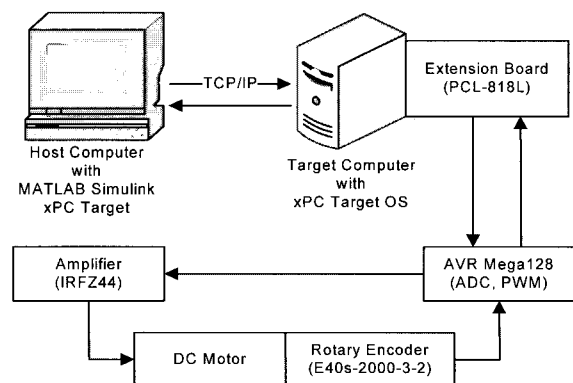 TCP/IP
Extension Board
(PCL-818L)
Host Computer
with
MATLAB Simulink
xPC Target
Target Computer
with
xPC Target OS
Amplifier
(IRFZ44)
AVR Mega128
(ADC, PWM)
DC Motor
Rotary Encoder
(E40s-2000-3-2)